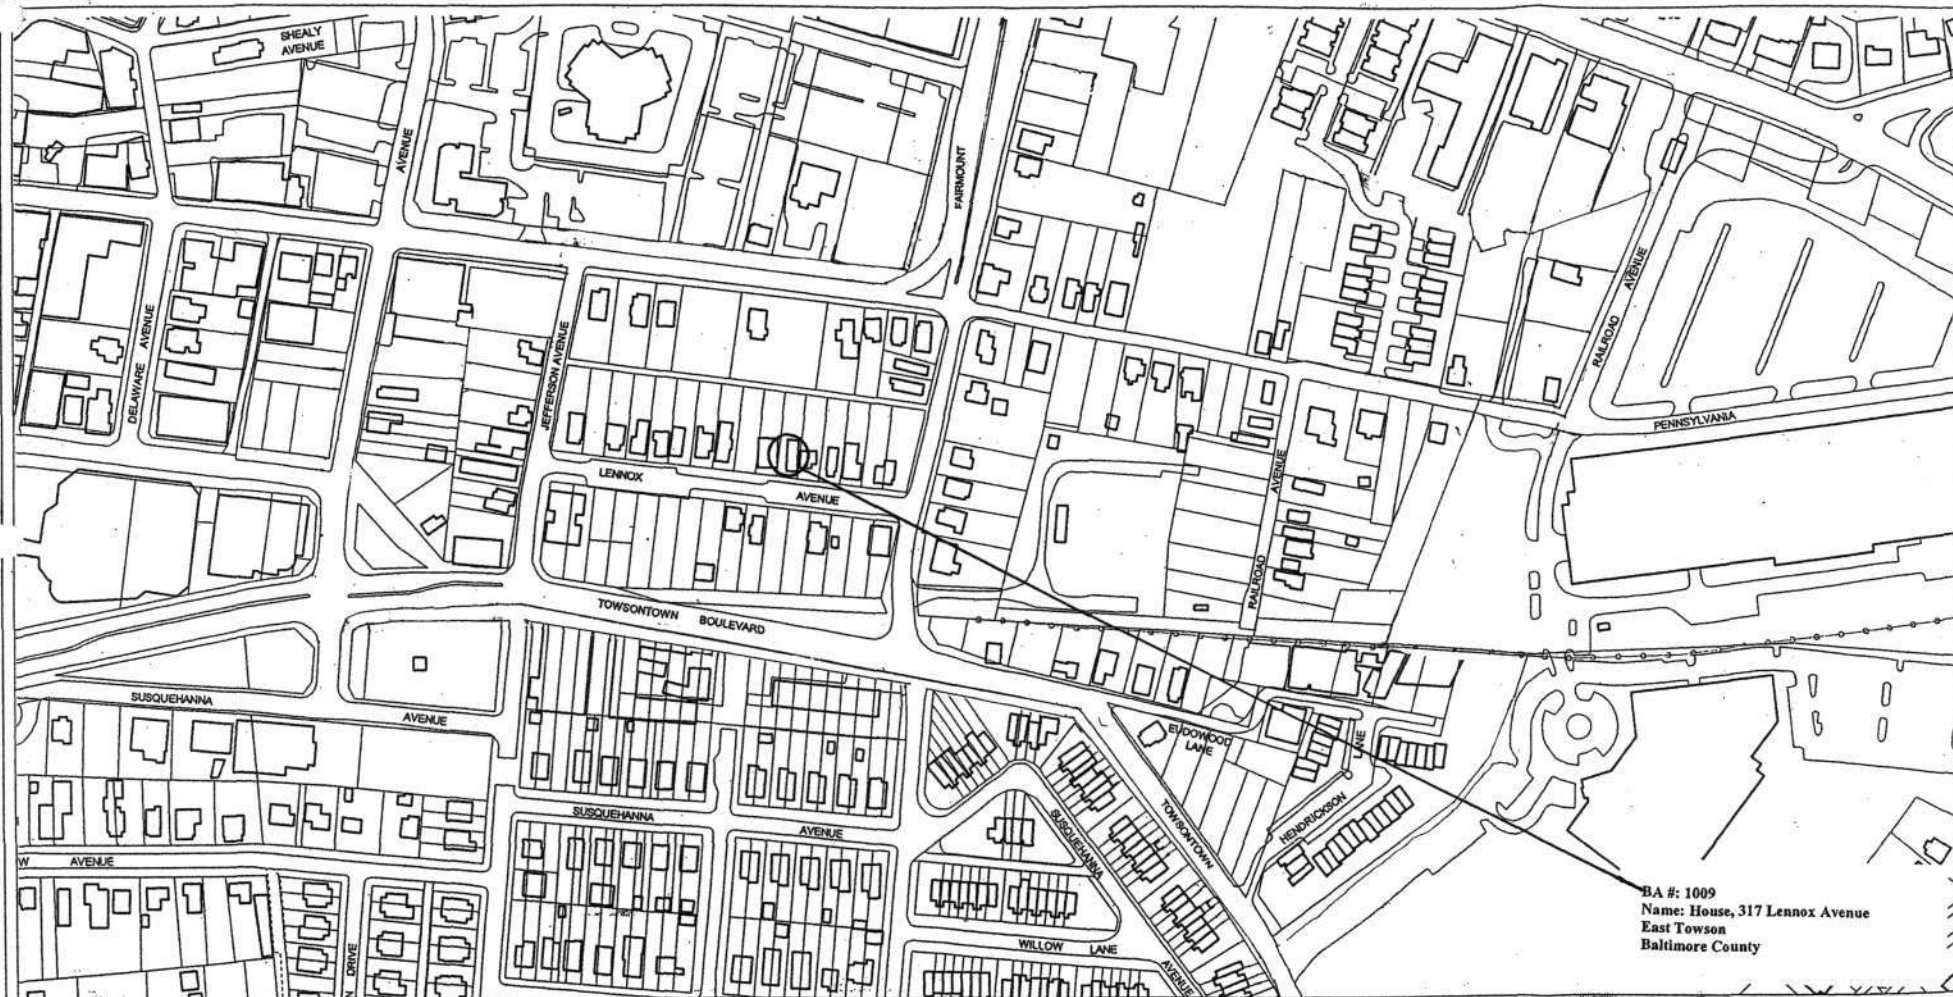 SHEALY
AVENUE
AVENUE
FAIRMOUNT
DELAWARE AVENUE
JEFFERSON AVENUE
LENNOX AVENUE
RAILROAD AVENUE
PENNSYLVANIA
RAILROAD AVENUE
TOWSONTOWN BOULEVARD
SUSQUEHANNA AVENUE
EUDOWOOD
LANE
LANE
HENDRICKSON
TOWSONTOWN
SUSQUEHANNA AVENUE
SUSQUEHANNA AVENUE
W AVENUE
WILLOW LANE
DRIVE
BA #: 1009
Name: House, 317 Lennox Avenue
East Towson
Baltimore County